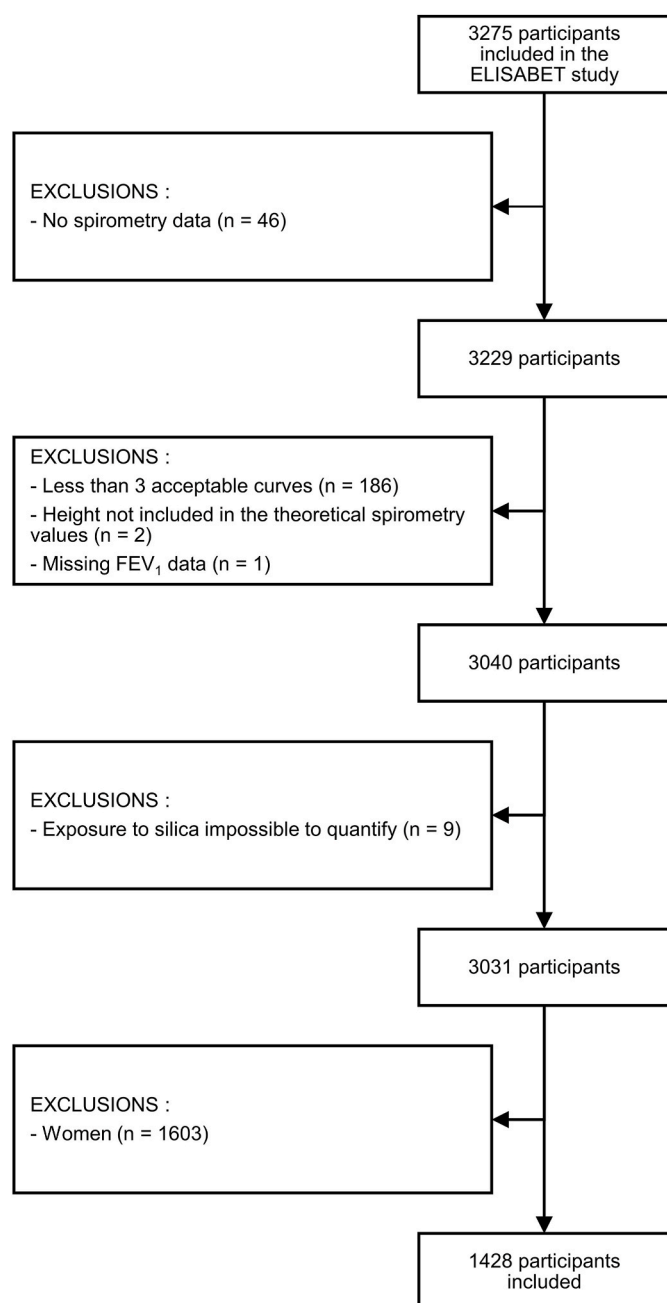 3275 participants
included in the
ELISABET study
EXCLUSIONS :
- No spirometry data (n = 46)
3229 participants
EXCLUSIONS :
- Less than 3 acceptable curves (n = 186)
- Height not included in the theoretical spirometry
values (n = 2)
- Missing FEV₁ data (n = 1)
3040 participants
EXCLUSIONS :
- Exposure to silica impossible to quantify (n = 9)
3031 participants
EXCLUSIONS :
- Women (n = 1603)
1428 participants
included